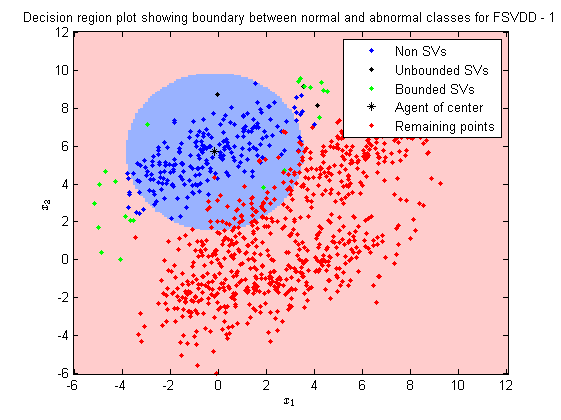 Decision region plot showing boundary between normal and abnormal classes for FSVDD - 1
12
10
8
6
4
2
0
-2
-4
-6
x₂
Non SVs
Unbounded SVs
Bounded SVs
Agent of center
Remaining points
-6 -4 -2 0 2 4 6 8 10 12
x₁